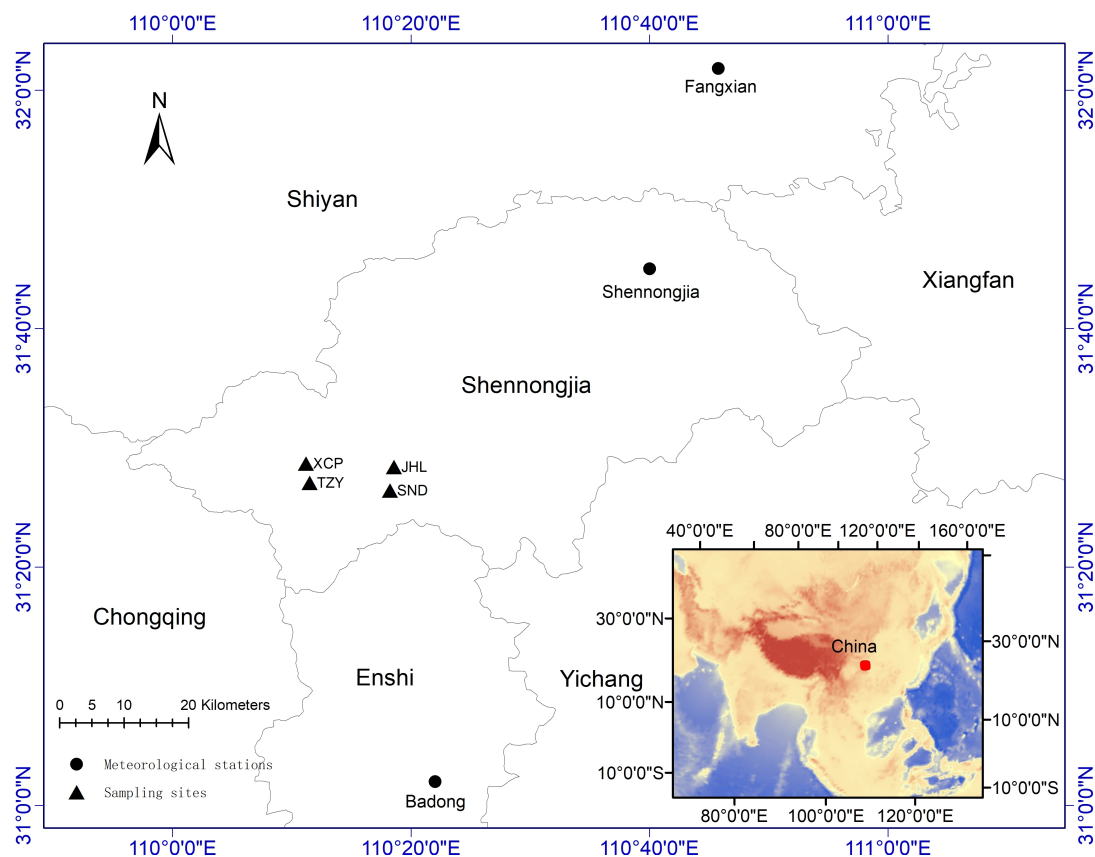 110°0'0"E 110°20'0"E 110°40'0"E 111°0'0"E
32°0'0"N
31°40'0"N
31°20'0"N
31°0'0"N
N
Fangxian
Shiyan
Shennongjia
Xiangfan
Shennongjia
XCP
JHL
TZY
SND
Chongqing
Enshi
Yichang
0 5 10 20 Kilometers
Meteorological stations
Sampling sites
Badong
40°0'0"E 80°0'0"E 120°0'0"E 160°0'0"E
30°0'0"N
10°0'0"N
10°0'0"S
China
30°0'0"N
10°0'0"N
10°0'0"S
80°0'0"E 100°0'0"E 120°0'0"E
32°0'0"N
31°40'0"N
31°20'0"N
31°0'0"N
110°0'0"E 110°20'0"E 110°40'0"E 111°0'0"E